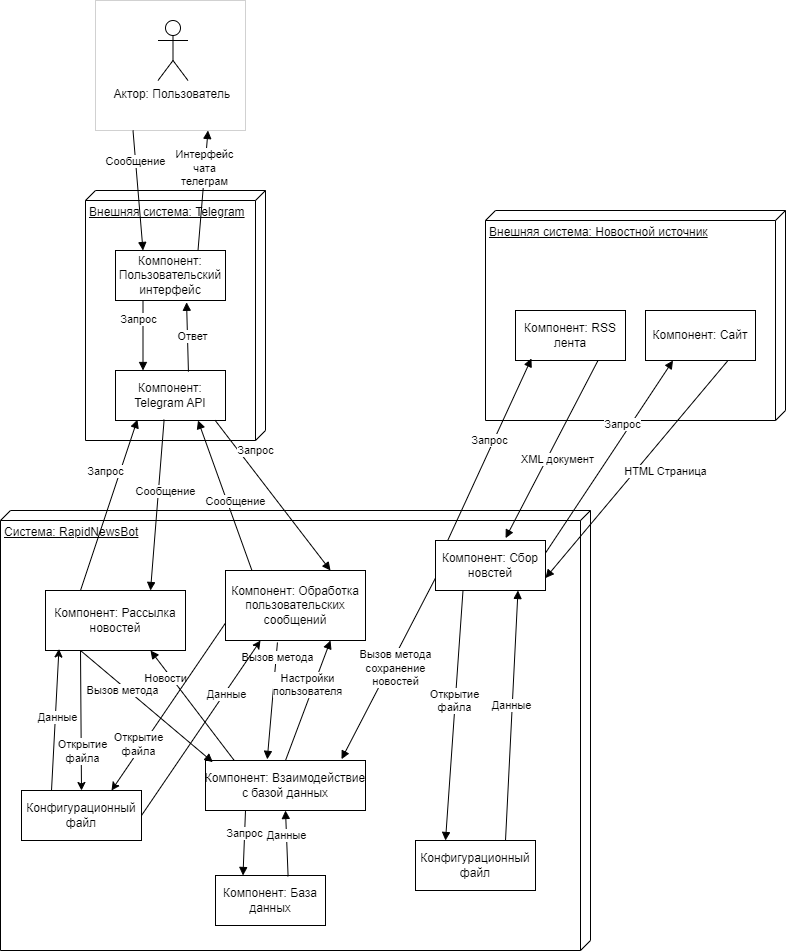 Актор: Пользователь
Сообщение
Интерфейс
чата
телеграм
Внешняя система: Telegram
Внешняя система: Новостной источник
Компонент:
Пользовательский
интерфейс
Запрос
Ответ
Компонент: RSS
лента
Компонент: Сайт
Компонент:
Telegram API
Запрос
Сообщение
Сообщение
Запрос
Запрос
XML документ
Запрос
HTML Страница
Система: RapidNewsBot
Компонент: Рассылка
новостей
Компонент: Обработка
пользовательских
сообщений
Компонент: Сбор
новстей
Вызов метода
Новости
Вызов метода
Настройки
пользователя
Данные
Вызов метода
сохранение
новостей
Открытие
файла
Данные
Данные
Открытие
файла
Открытие
файла
Конфигурационный
файл
Компонент: Взаимодействие
с базой данных
Запрос
Данные
Компонент: База
данных
Конфигурационный
файл